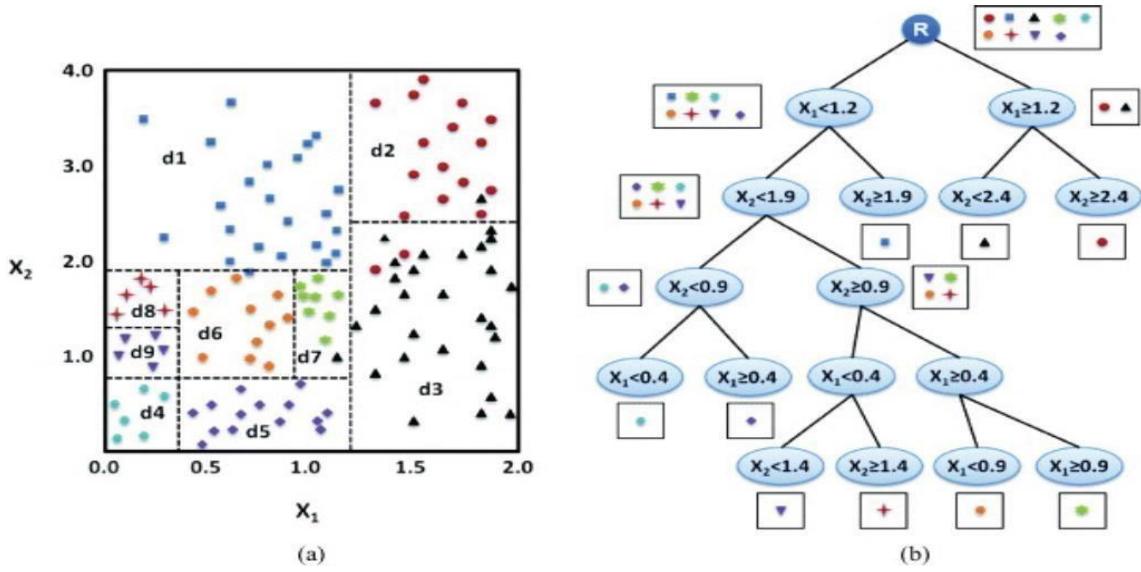 4.0
3.0
2.0
1.0
0.0 0.5 1.0 1.5 2.0
X2
X1
d1
d2
d3
d4
d5
d6
d7
d8
d9
(a)
R
X1<1.2 X1≥1.2
X2<1.9 X2≥1.9 X2<2.4 X2≥2.4
X2<0.9 X2≥0.9
X1<0.4 X1≥0.4 X1<0.4 X1≥0.4
X2<1.4 X2≥1.4 X1<0.9 X1≥0.9
(b)